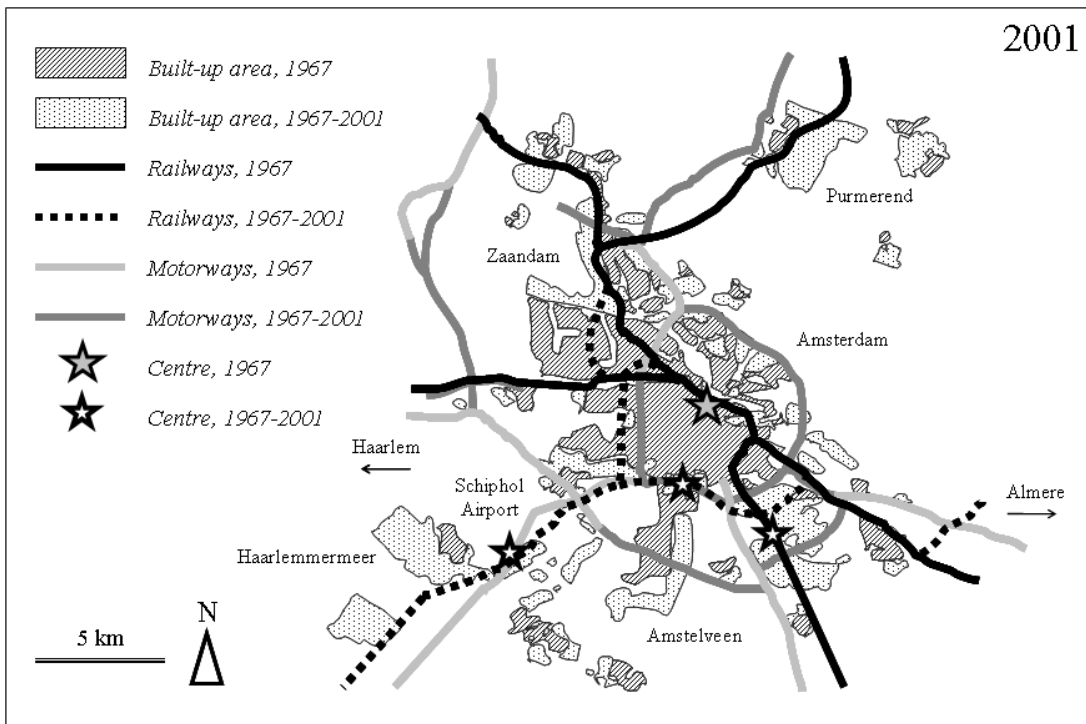 2001
Built-up area, 1967
Built-up area, 1967-2001
Railways, 1967
Railways, 1967-2001
Motorways, 1967
Motorways, 1967-2001
Centre, 1967
Centre, 1967-2001
Purmerend
Zaandam
Amsterdam
Haarlem
Schiphol
Airport
Almere
Haarlemmermeer
Amstelveen
5 km
N